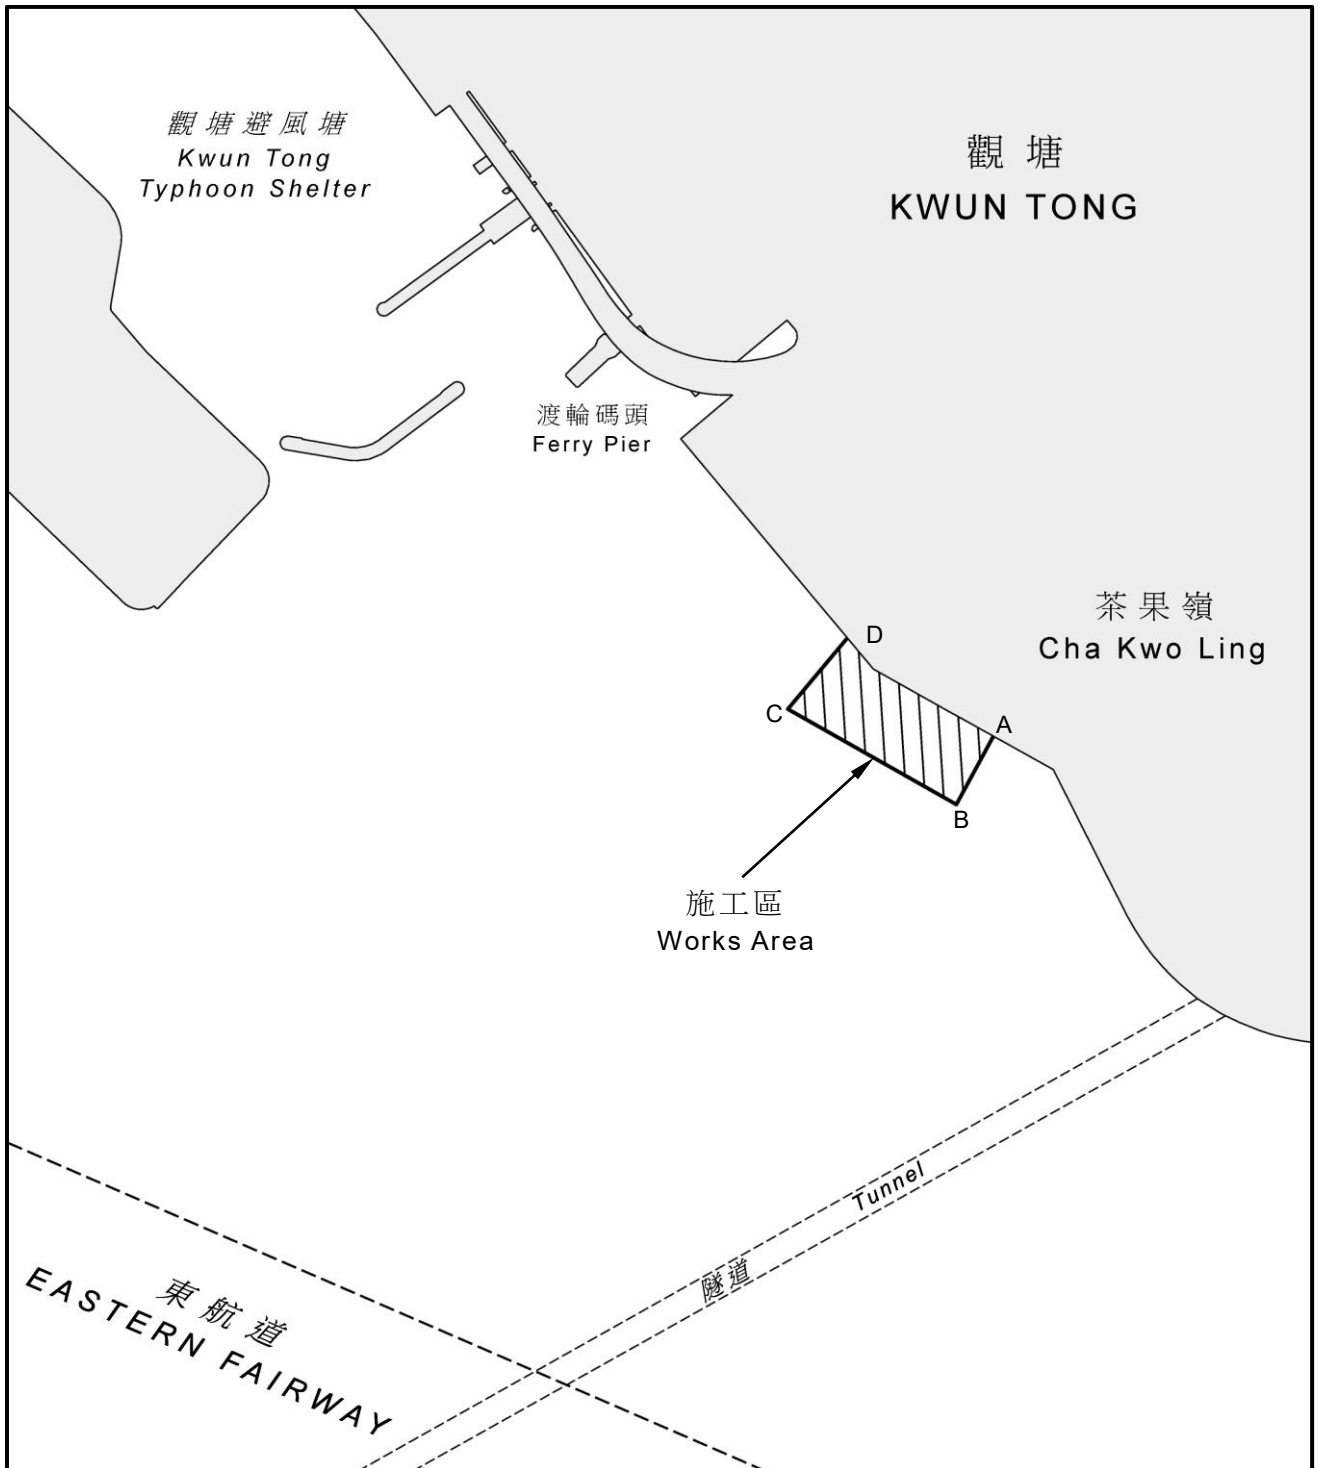 觀塘避風塘
Kwun Tong
Typhoon Shelter
觀塘
KWUN TONG
渡輪碼頭
Ferry Pier
茶果嶺
Cha Kwo Ling
D
C
A
B
施工區
Works Area
Tunnel
隧道
東航道
EASTERN FAIRWAY